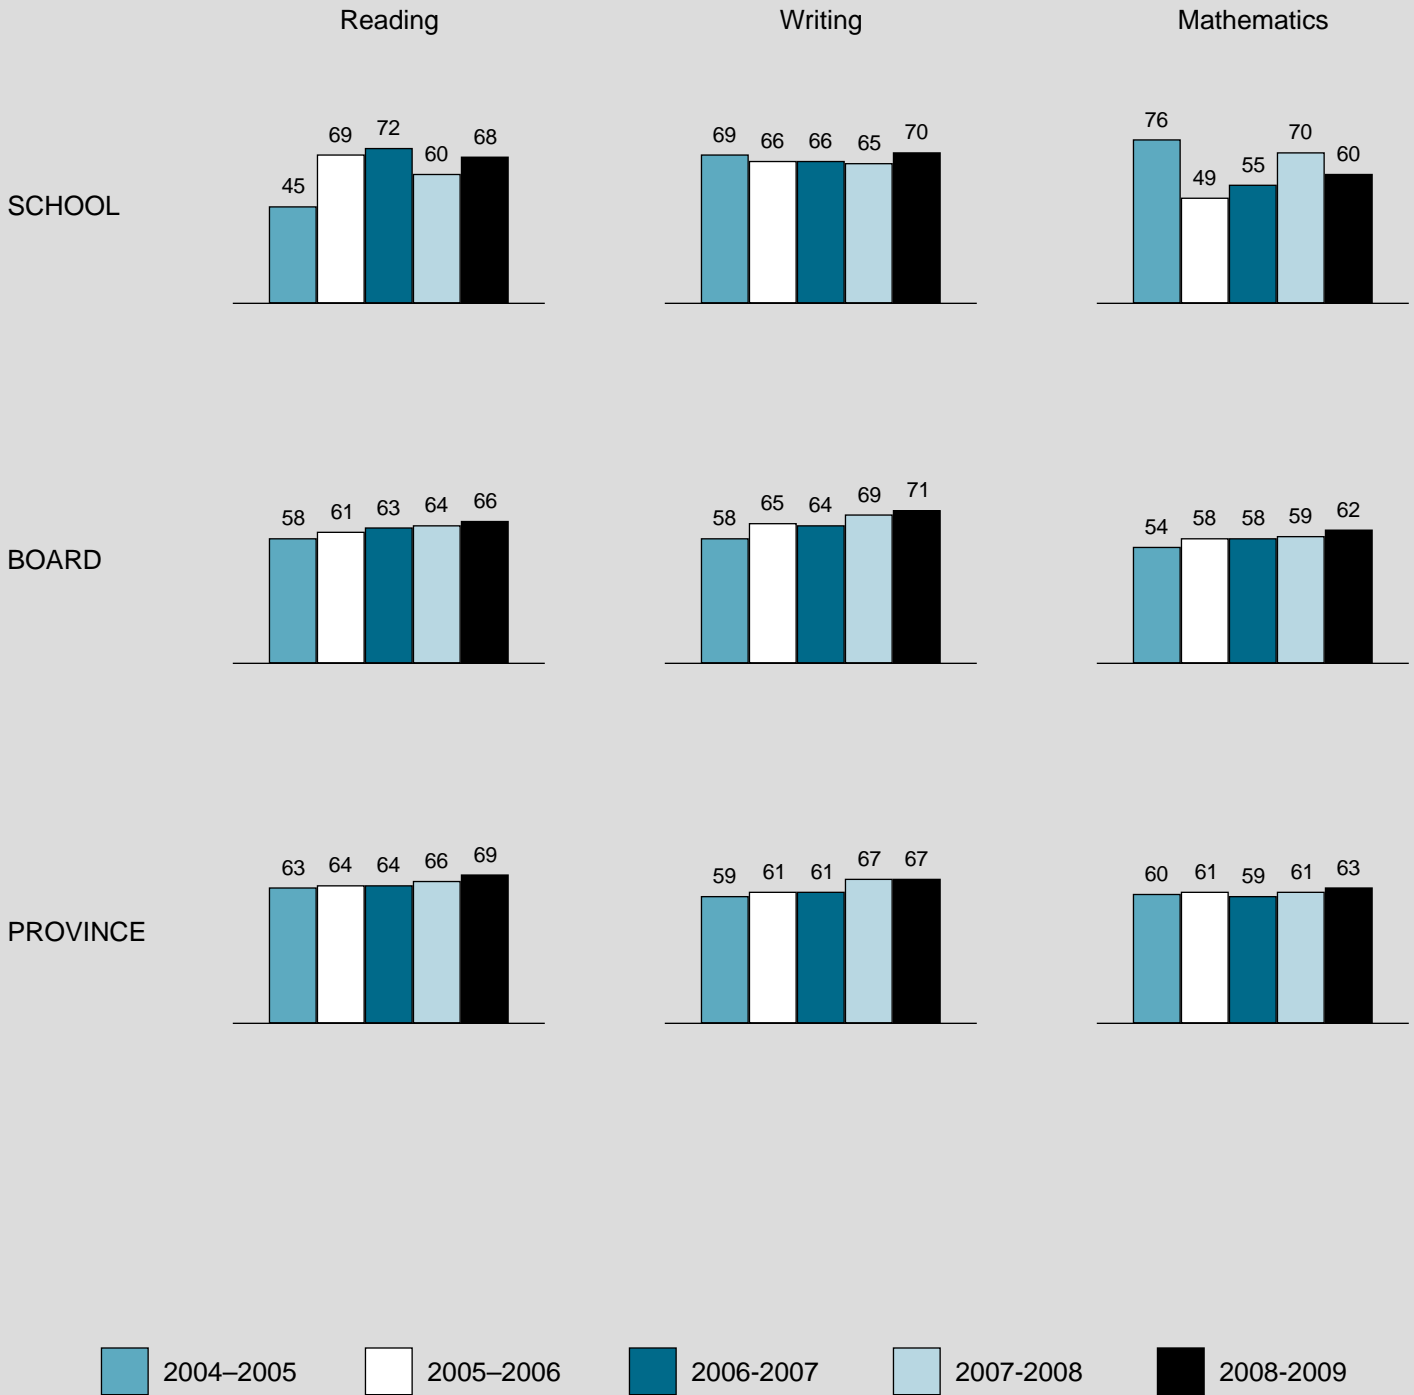 Reading Writing Mathematics
69 72 60 68 45
69 66 66 65 70
76 49 55 70 60
SCHOOL
58 61 63 64 66
58 65 64 69 71
54 58 58 59 62
BOARD
63 64 64 66 69
59 61 61 67 67
60 61 59 61 63
PROVINCE
2004–2005 2005–2006 2006-2007 2007-2008 2008-2009